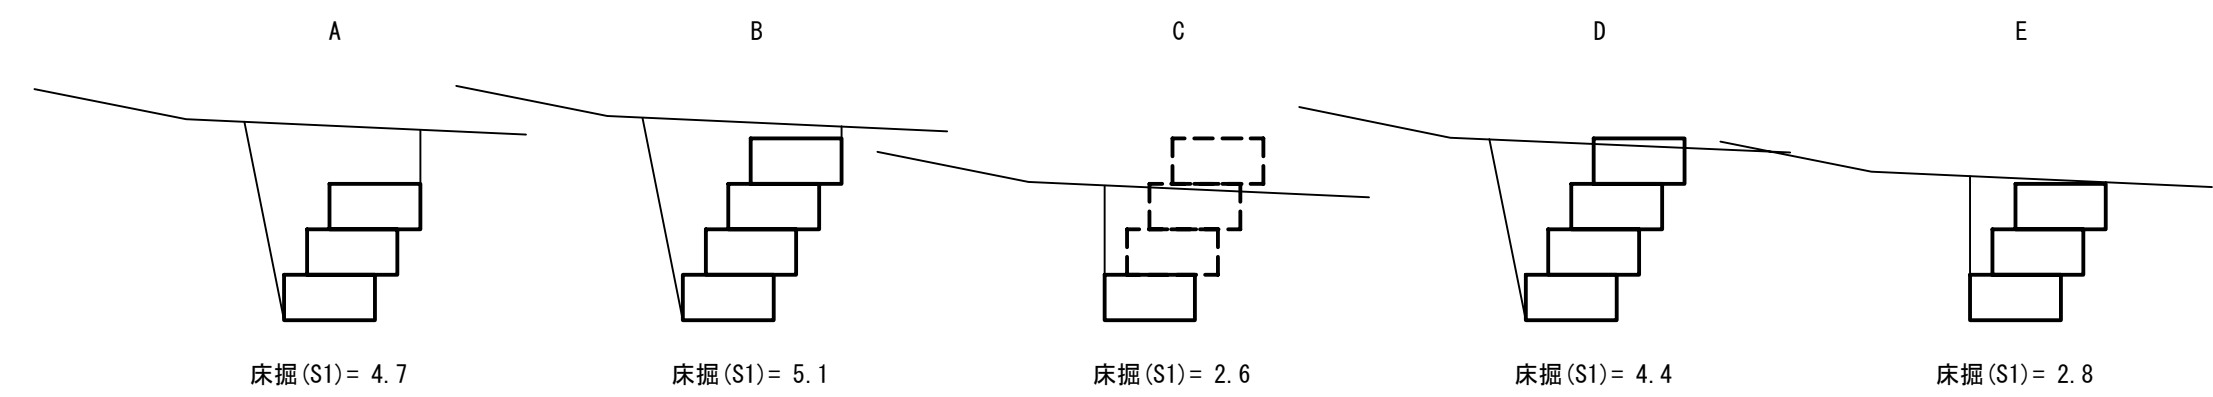 A B C D E
床掘(S1)= 4.7 床掘(S1)= 5.1 床掘(S1)= 2.6 床掘(S1)= 4.4 床掘(S1)= 2.8